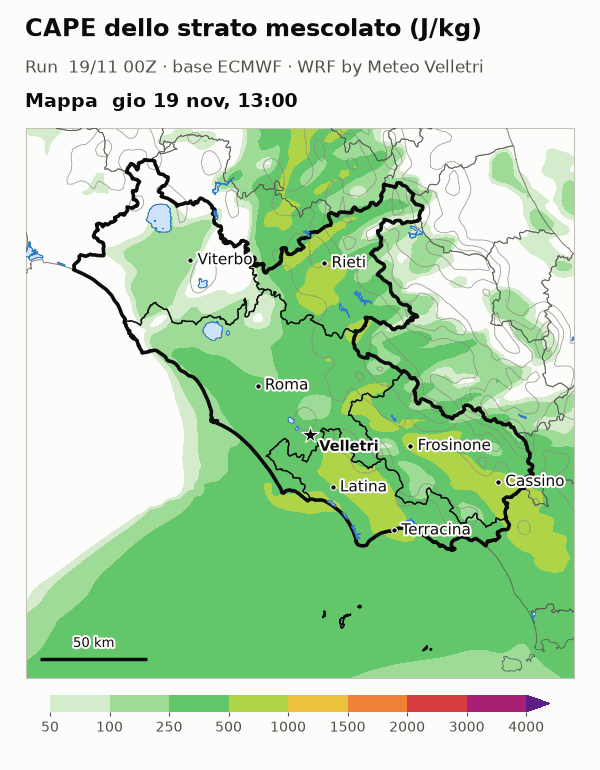 CAPE dello strato mescolato (J/kg)
Run  19/11 00Z · base ECMWF · WRF by Meteo Velletri
Mappa  gio 19 nov, 13:00
Viterbo
Rieti
Roma
Velletri
Frosinone
Cassino
Latina
Terracina
50 km
50 100 250 500 1000 1500 2000 3000 4000